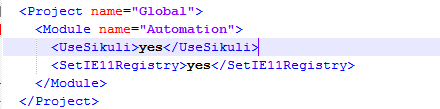 <Project name="Global">
<Module name="Automation">
<UseSikuli>yes</UseSikuli>
<SetIE11Registry>yes</SetIE11Registry>
</Module>
</Project>